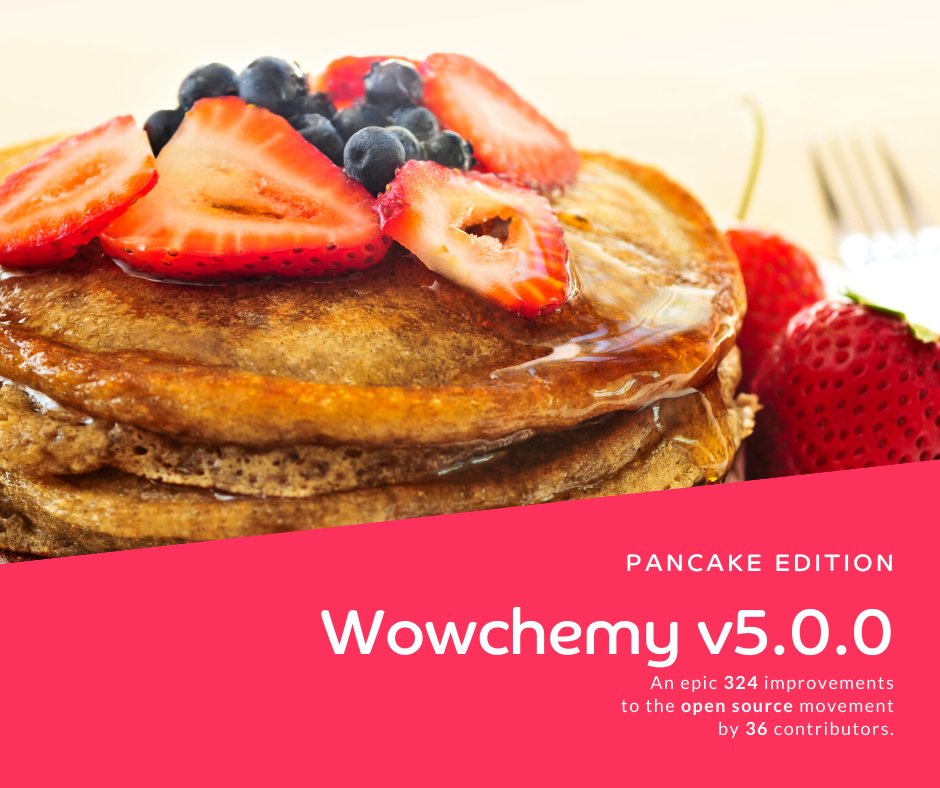 PANCAKE EDITION
Wowchemy v5.0.0
An epic 324 improvements
to the open source movement
by 36 contributors.